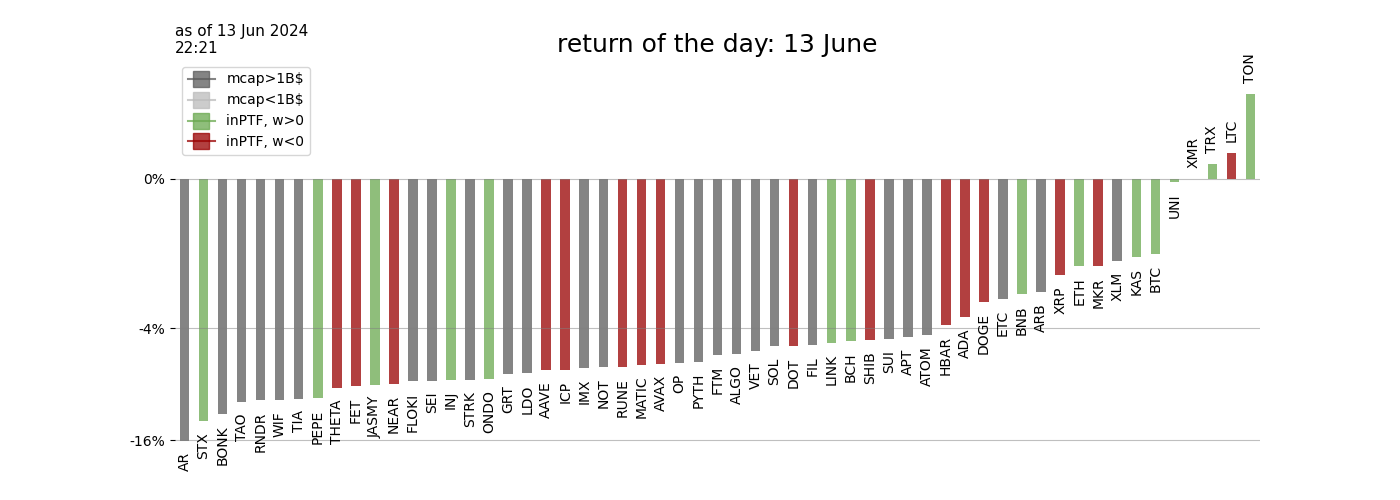 as of 13 Jun 2024
22:21
return of the day: 13 June
mcap>1B$
mcap<1B$
inPTF, w>0
inPTF, w<0
0%
-4%
-16%
AR
STX
BONK
TAO
RNDR
WIF
TIA
PEPE
THETA
FET
JASMY
NEAR
FLOKI
SEI
INJ
STRK
ONDO
GRT
LDO
AAVE
ICP
IMX
NOT
RUNE
MATIC
AVAX
OP
PYTH
FTM
ALGO
VET
SOL
DOT
FIL
LINK
BCH
SHIB
SUI
APT
ATOM
HBAR
ADA
DOGE
ETC
BNB
ARB
XRP
ETH
MKR
XLM
KAS
BTC
UNI
XMR
TRX
LTC
TON